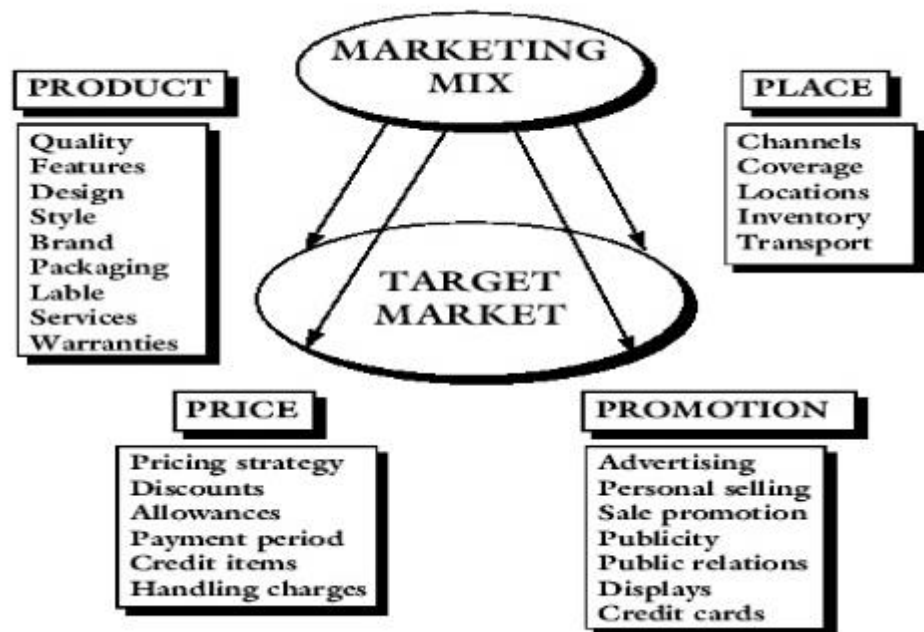 MARKETING
MIX
PRODUCT
Quality
Features
Design
Style
Brand
Packaging
Lable
Services
Warranties
PLACE
Channels
Coverage
Locations
Inventory
Transport
TARGET
MARKET
PRICE
Pricing strategy
Discounts
Allowances
Payment period
Credit items
Handling charges
PROMOTION
Advertising
Personal selling
Sale promotion
Publicity
Public relations
Displays
Credit cards